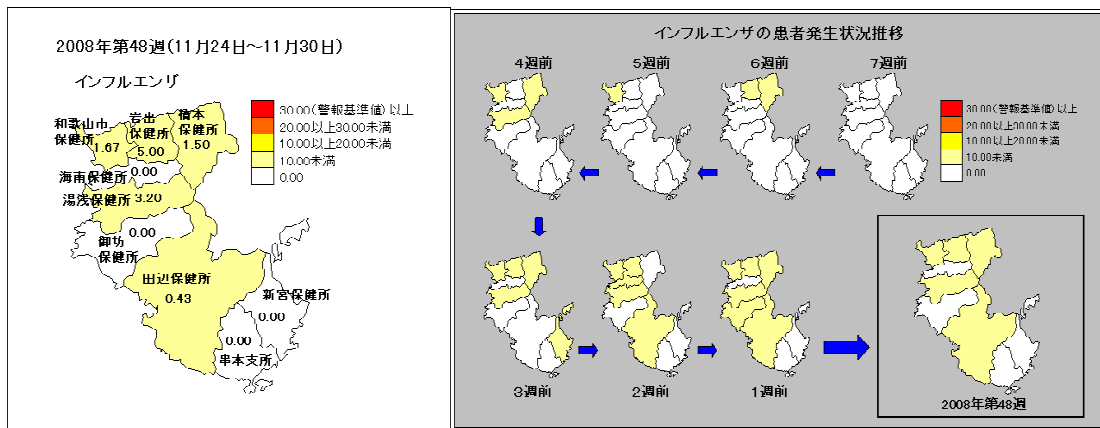 2008年第48週(11月24日～11月30日)
インフルエンザ
30.00(警報基準値)以上
20.00以上30.00未満
10.00以上20.00未満
10.00未満
0.00
和歌山市
保健所
1.67
岩出
保健所
5.00
橋本
保健所
1.50
海南保健所
0.00
湯浅保健所
3.20
御坊
保健所
0.00
田辺保健所
0.43
新宮保健所
0.00
0.00
串本支所
インフルエンザの患者発生状況推移
4週前
5週前
6週前
7週前
30.00(警報基準値)以上
20.00以上30.00未満
10.00以上20.00未満
10.00未満
0.00
3週前
2週前
1週前
2008年第48週